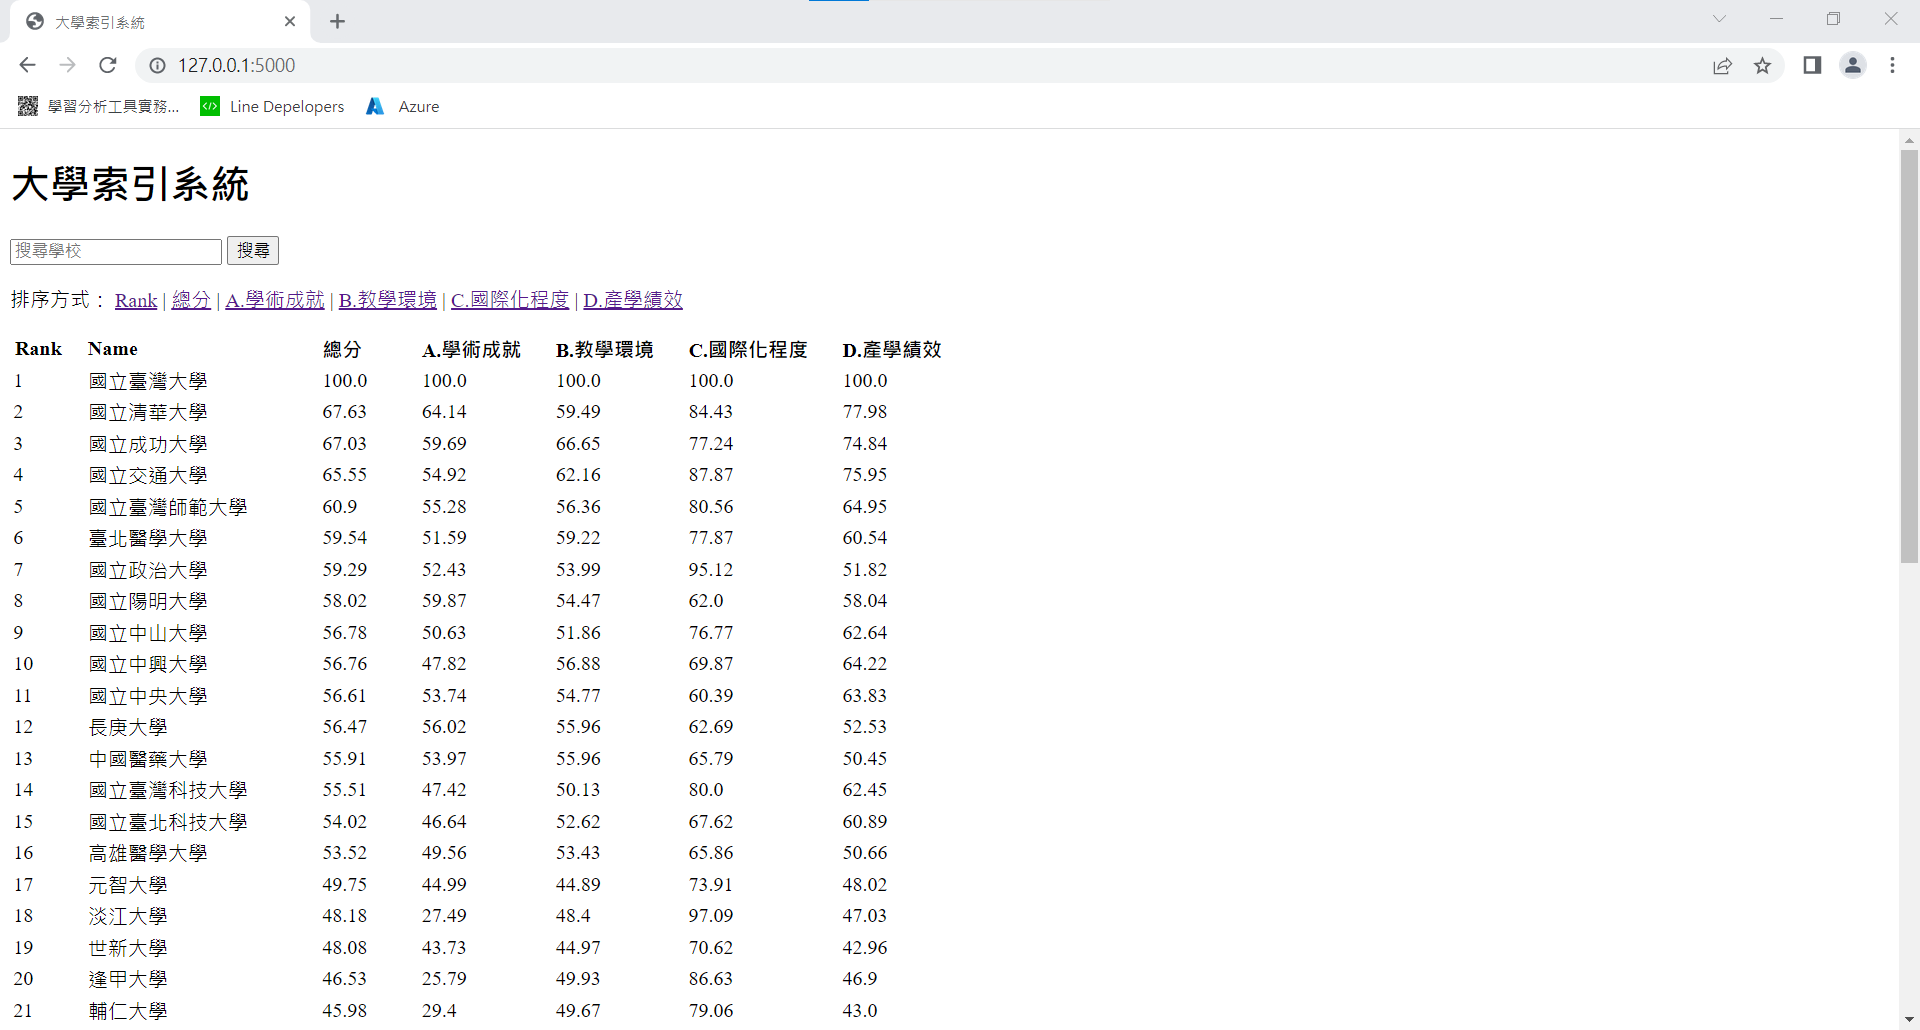 大學索引系統
127.0.0.1:5000
學習分析工具實務... Line Depelopers Azure
大學索引系統
搜尋學校 搜尋
排序方式： Rank | 總分 | A.學術成就 | B.教學環境 | C.國際化程度 | D.產學績效
Rank Name 總分 A.學術成就 B.教學環境 C.國際化程度 D.產學績效
1 國立臺灣大學 100.0 100.0 100.0 100.0 100.0
2 國立清華大學 67.63 64.14 59.49 84.43 77.98
3 國立成功大學 67.03 59.69 66.65 77.24 74.84
4 國立交通大學 65.55 54.92 62.16 87.87 75.95
5 國立臺灣師範大學 60.9 55.28 56.36 80.56 64.95
6 臺北醫學大學 59.54 51.59 59.22 77.87 60.54
7 國立政治大學 59.29 52.43 53.99 95.12 51.82
8 國立陽明大學 58.02 59.87 54.47 62.0 58.04
9 國立中山大學 56.78 50.63 51.86 76.77 62.64
10 國立中興大學 56.76 47.82 56.88 69.87 64.22
11 國立中央大學 56.61 53.74 54.77 60.39 63.83
12 長庚大學 56.47 56.02 55.96 62.69 52.53
13 中國醫藥大學 55.91 53.97 55.96 65.79 50.45
14 國立臺灣科技大學 55.51 47.42 50.13 80.0 62.45
15 國立臺北科技大學 54.02 46.64 52.62 67.62 60.89
16 高雄醫學大學 53.52 49.56 53.43 65.86 50.66
17 元智大學 49.75 44.99 44.89 73.91 48.02
18 淡江大學 48.18 27.49 48.4 97.09 47.03
19 世新大學 48.08 43.73 44.97 70.62 42.96
20 逢甲大學 46.53 25.79 49.93 86.63 46.9
21 輔仁大學 45.98 29.4 49.67 79.06 43.0